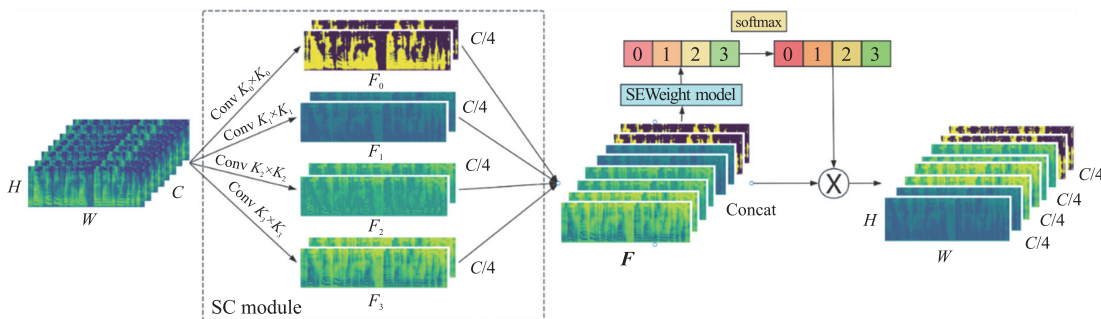 softmax
C/4
0 1 2 3
0 1 2 3
F₀
Conv K₀×K₀
SEWeight model
C/4
Conv K₁×K₁
F₁
Conv K₂×K₂
C/4
H
C
W
F₂
Conv K₃×K₃
X
Concat
C/4
F
H
W
C/4
C/4
C/4
C/4
F₃
SC module